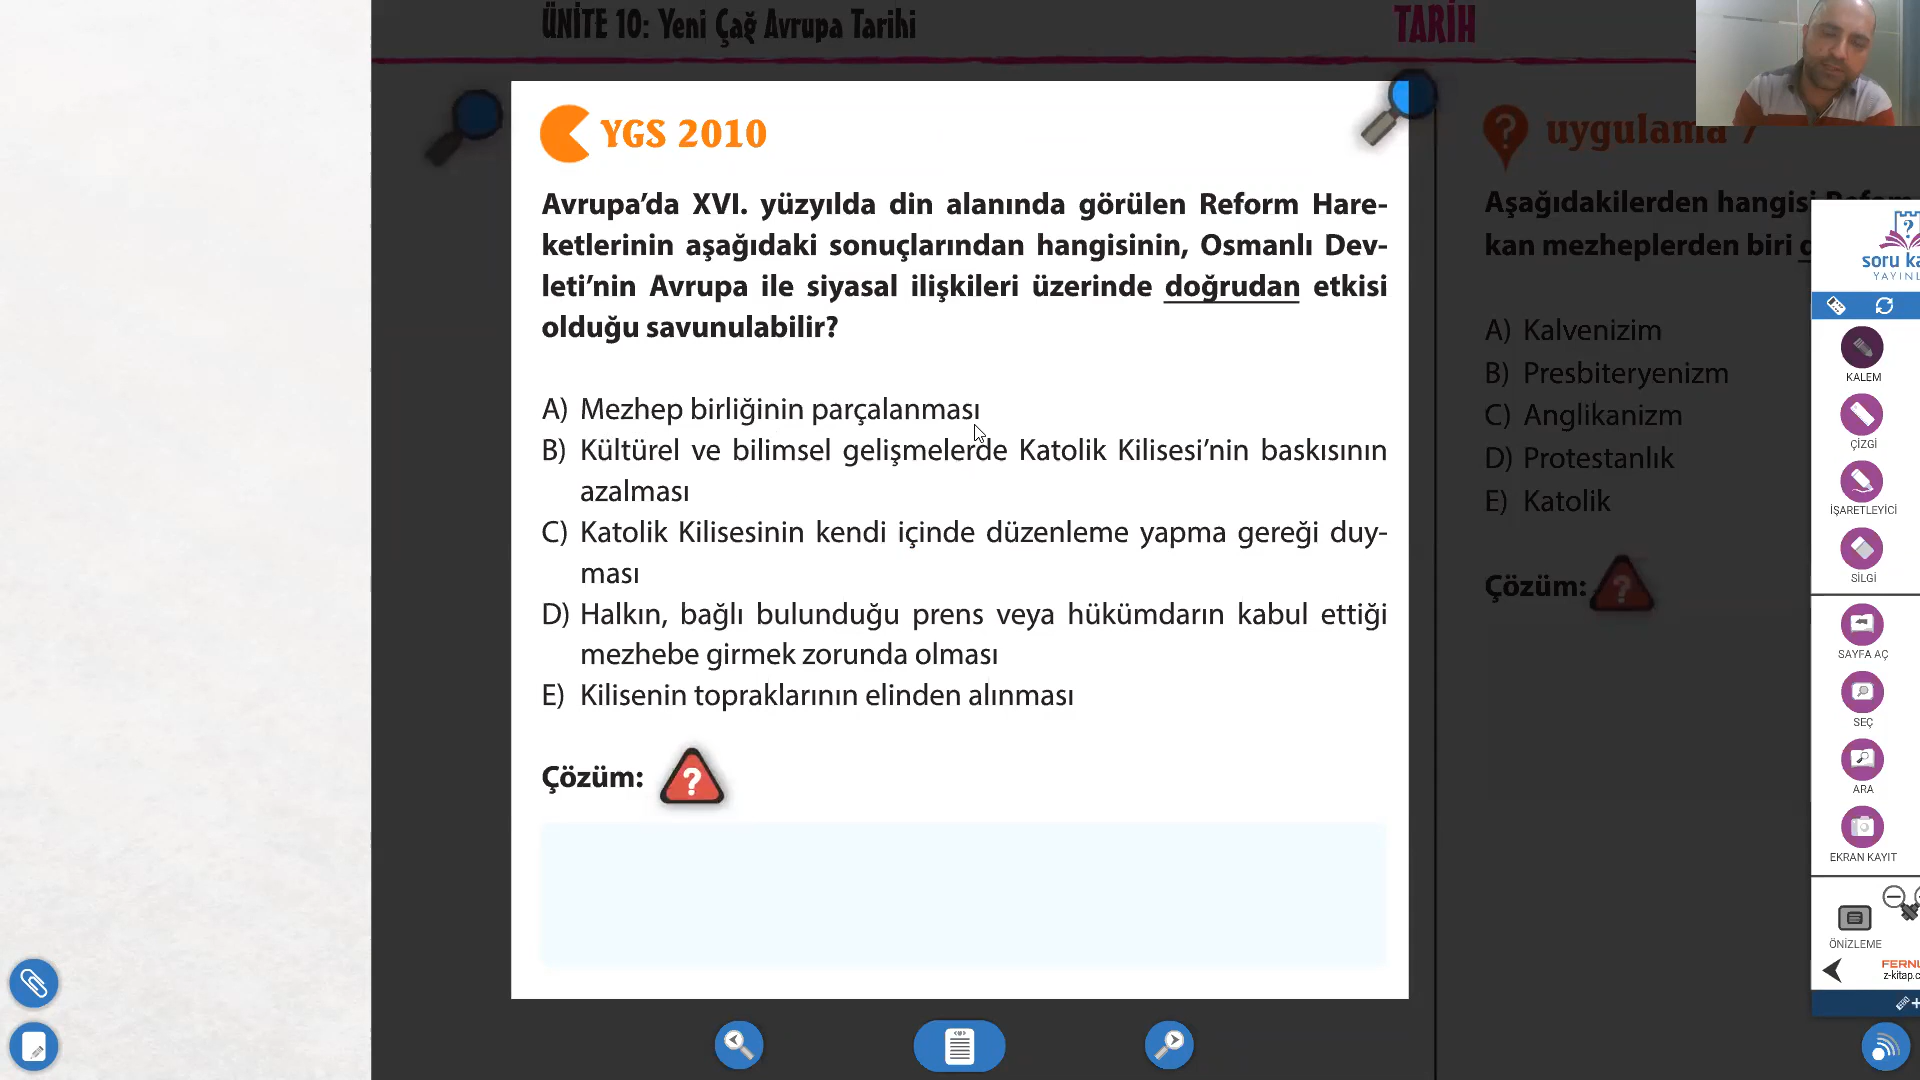 ÜNİTE 10: Yeni Çağ Avrupa Tarihi
TARİH
YGS 2010
Avrupa'da XVI. yüzyılda din alanında görülen Reform Hare-
ketlerinin aşağıdaki sonuçlarından hangisinin, Osmanlı Dev-
leti'nin Avrupa ile siyasal ilişkileri üzerinde doğrudan etkisi
olduğu savunulabilir?
A) Mezhep birliğinin parçalanması
B) Kültürel ve bilimsel gelişmelerde Katolik Kilisesi'nin baskısının
azalması
C) Katolik Kilisesinin kendi içinde düzenleme yapma gereği duy-
ması
D) Halkın, bağlı bulunduğu prens veya hükümdarın kabul ettiği
mezhebe girmek zorunda olması
E) Kilisenin topraklarının elinden alınması
Çözüm:
uygulama 7
Aşağıdakilerden hangisi
kan mezheplerden biri
A) Kalvenizim
B) Presbiteryenizm
C) Anglikanizm
D) Protestanlık
E) Katolik
Çözüm:
soru
KALEM
ÇİZGİ
İŞARETLEYİCİ
SİLGİ
SAYFA AÇ
SEÇ
ARA
EKRAN KAYIT
ÖNİZLEME